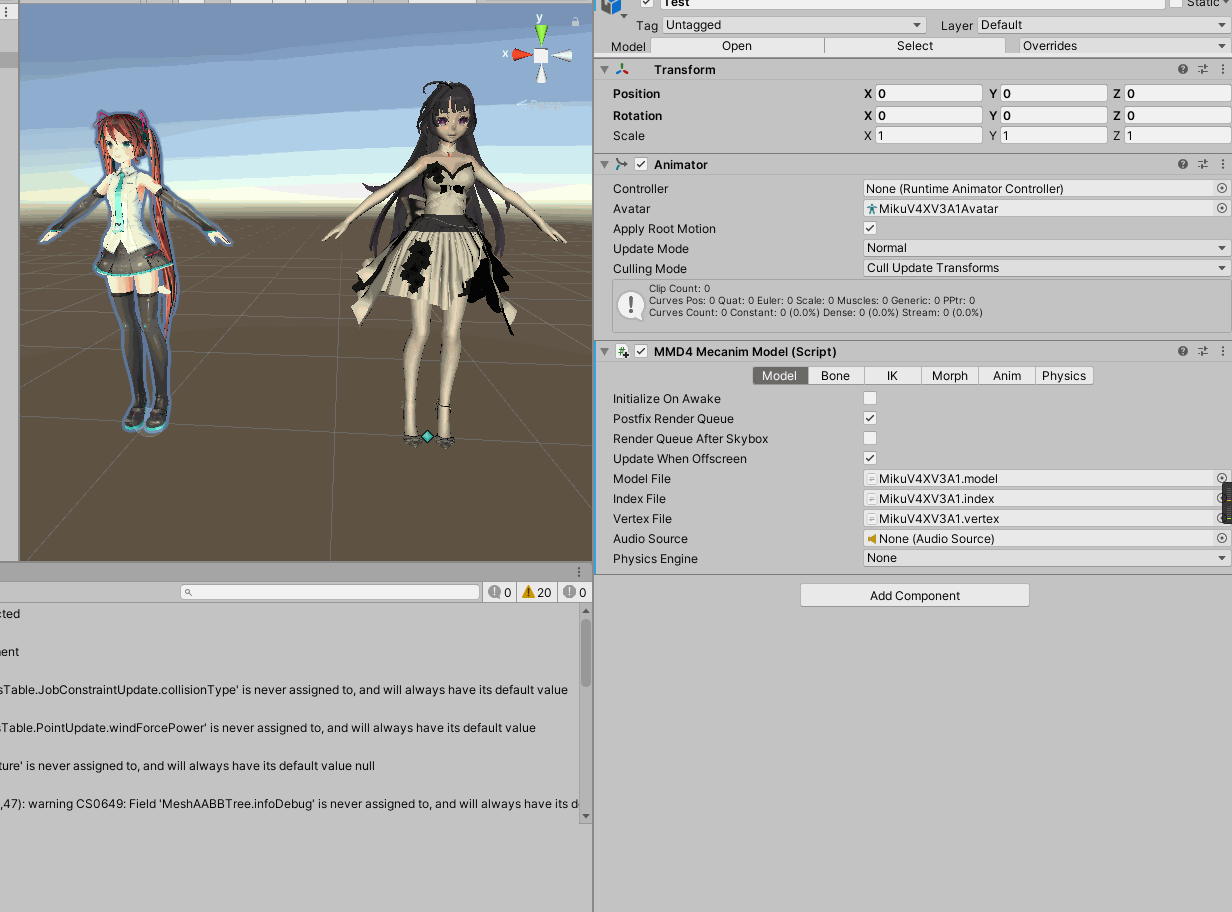 Test
Static
Tag Untagged Layer Default
Model Open Select Overrides
y
x
Persp
Transform
Position X 0 Y 0 Z 0
Rotation X 0 Y 0 Z 0
Scale X 1 Y 1 Z 1
Animator
Controller None (Runtime Animator Controller)
Avatar MikuV4XV3A1Avatar
Apply Root Motion
Update Mode Normal
Culling Mode Cull Update Transforms
Clip Count: 0
Curves Pos: 0 Quat: 0 Euler: 0 Scale: 0 Muscles: 0 Generic: 0 PPtr: 0
Curves Count: 0 Constant: 0 (0.0%) Dense: 0 (0.0%) Stream: 0 (0.0%)
MMD4 Mecanim Model (Script)
Model Bone IK Morph Anim Physics
Initialize On Awake
Postfix Render Queue
Render Queue After Skybox
Update When Offscreen
Model File MikuV4XV3A1.model
Index File MikuV4XV3A1.index
Vertex File MikuV4XV3A1.vertex
Audio Source None (Audio Source)
Physics Engine None
Add Component
0 20 0
cted
nent
sTable.JobConstraintUpdate.collisionType' is never assigned to, and will always have its default value
sTable.PointUpdate.windForcePower' is never assigned to, and will always have its default value
ture' is never assigned to, and will always have its default value null
,47): warning CS0649: Field 'MeshAABBTree.infoDebug' is never assigned to, and will always have its d